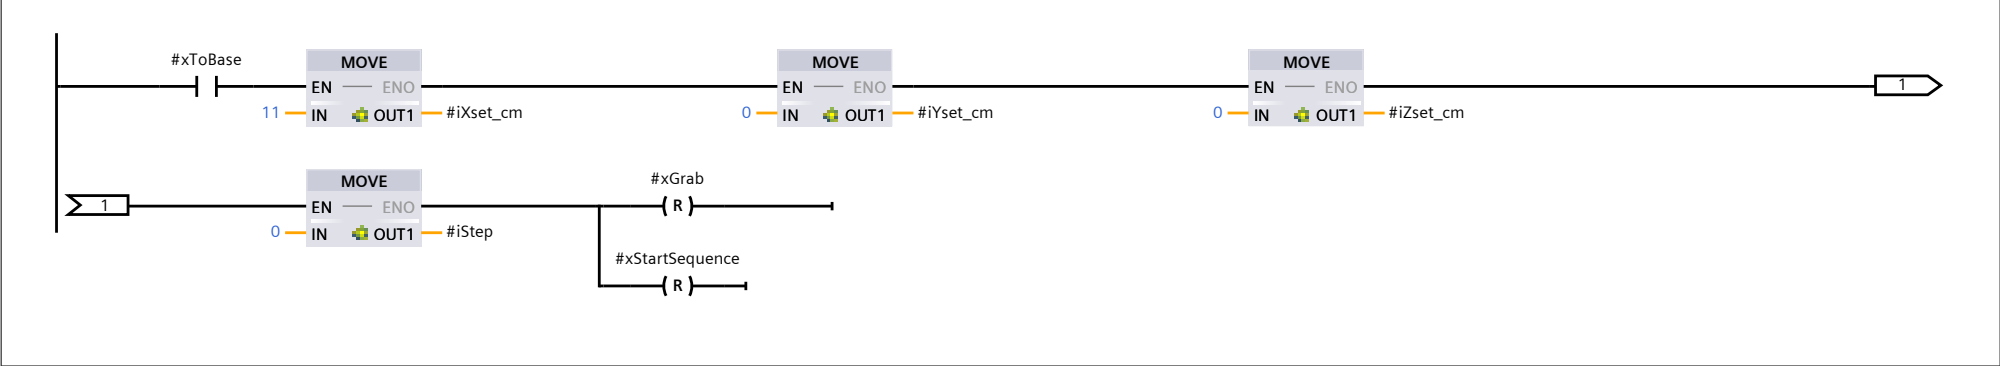 #xToBase
MOVE MOVE MOVE
EN ENO EN ENO EN ENO 1
11 IN OUT1 #iXset_cm 0 IN OUT1 #iYset_cm 0 IN OUT1 #iZset_cm
MOVE #xGrab
1 EN ENO R
0 IN OUT1 #iStep
#xStartSequence
R